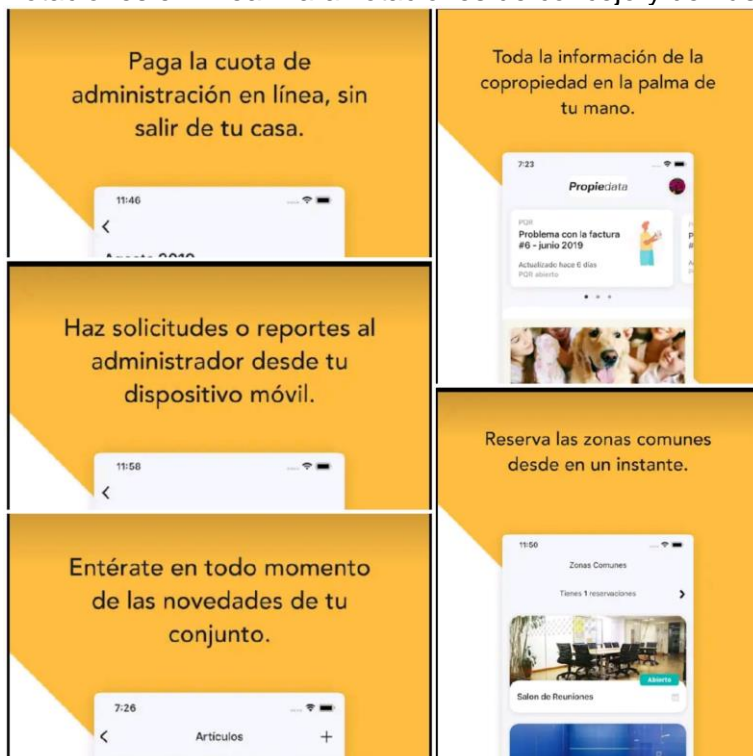 Paga la cuota de
administración en línea, sin
salir de tu casa.
11:46
Haz solicitudes o reportes al
administrador desde tu
dispositivo móvil.
11:58
Entérate en todo momento
de las novedades de tu
conjunto.
7:26
Artículos
Toda la información de la
copropiedad en la palma de
tu mano.
7:23
Propiedata
PQR
Problema con la factura
#6 - junio 2019
Actualizado hace 6 días
PQR abierto
Reserva las zonas comunes
desde en un instante.
11:50
Zonas Comunes
Tienes 1 reservaciones
Abierto
Salon de Reuniones